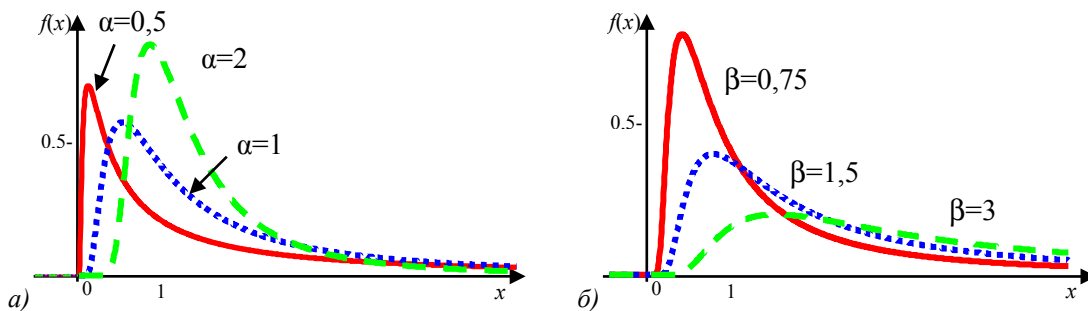 f(x)
α=0,5
α=2
0.5-
α=1
0
1
x
а)
f(x)
β=0,75
0.5-
β=1,5
β=3
0
1
x
б)